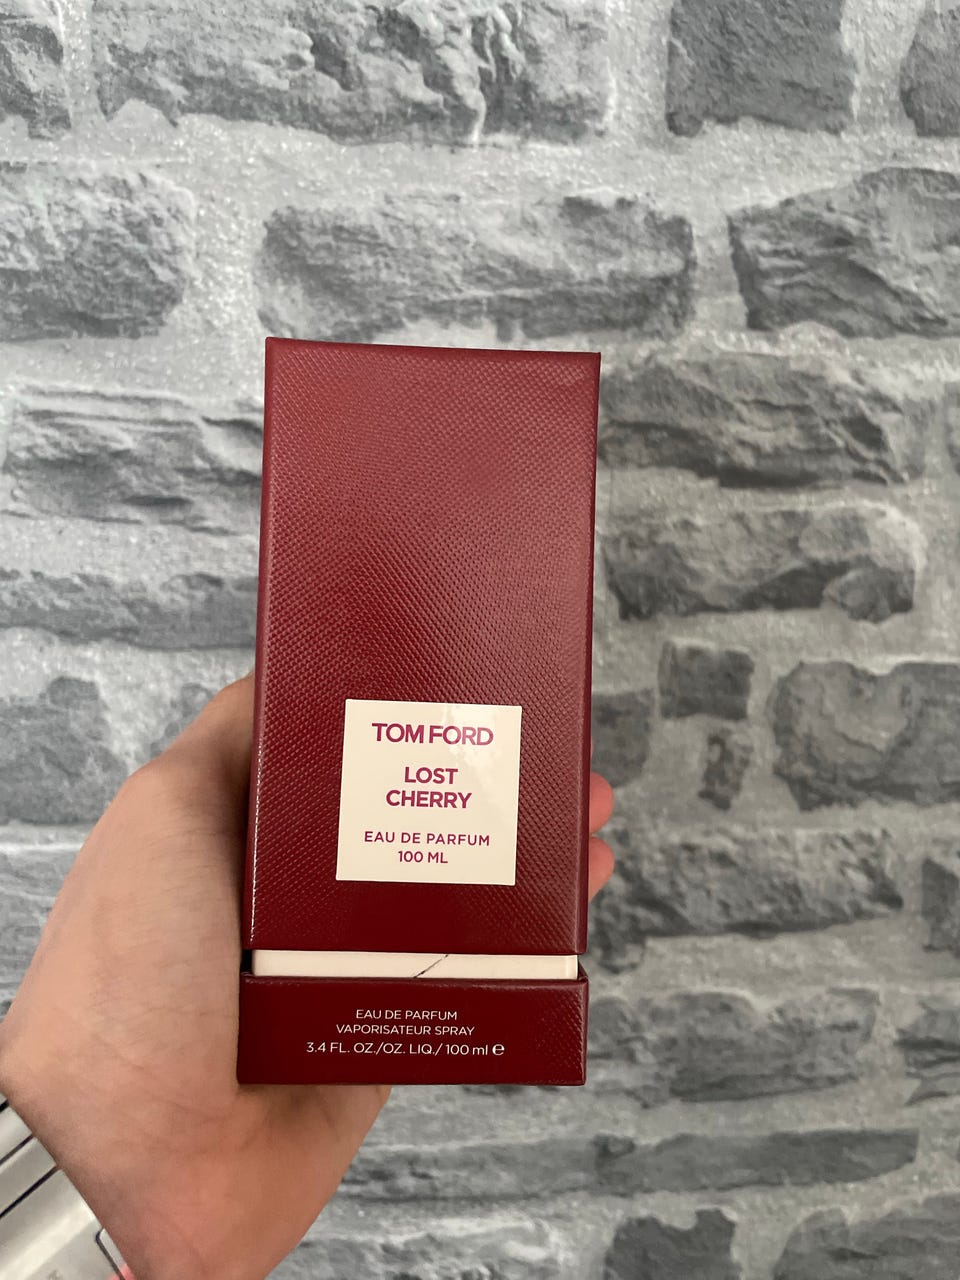 TOM FORD
LOST
CHERRY
EAU DE PARFUM
100 ML
EAU DE PARFUM
VAPORISATEUR SPRAY
3.4 FL. OZ./OZ. LIQ./ 100 ml ℮